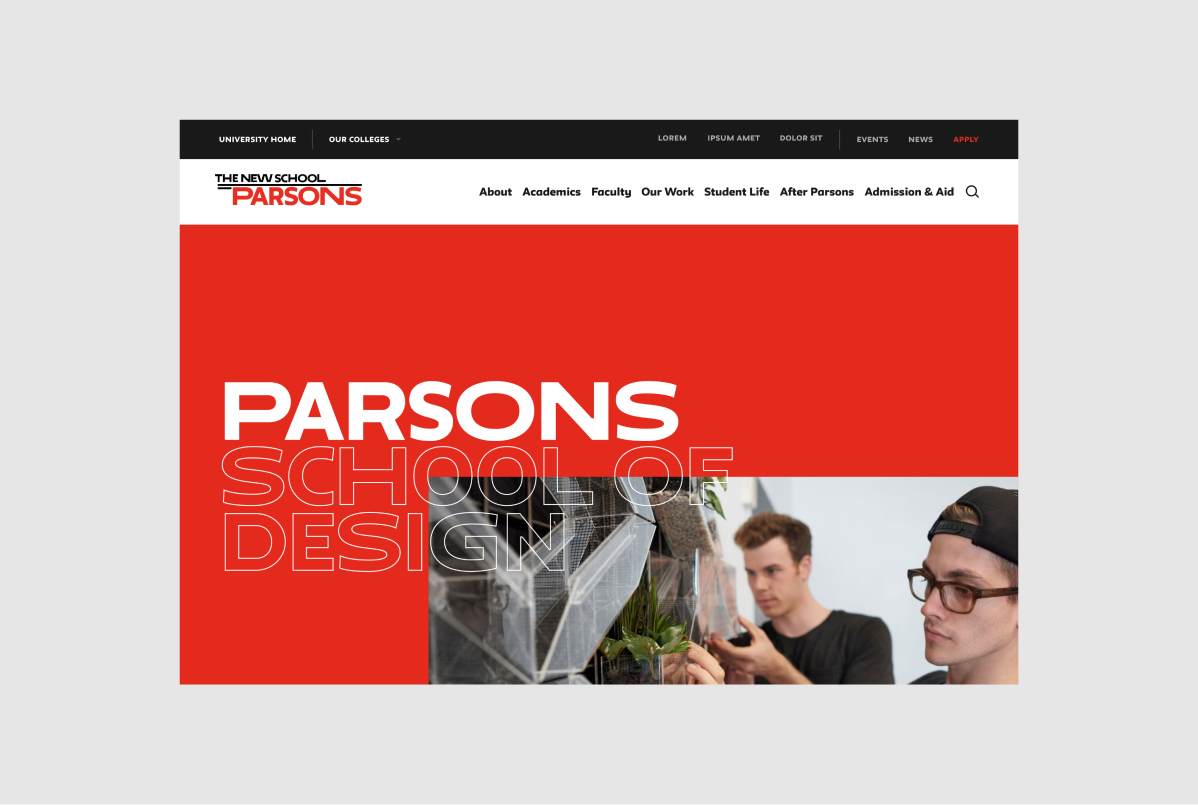 UNIVERSITY HOME OUR COLLEGES LOREM IPSUM AMET DOLOR SIT EVENTS NEWS APPLY
THE NEW SCHOOL
PARSONS
About Academics Faculty Our Work Student Life After Parsons Admission & Aid
PARSONS
SCHOOL OF
DESIGN